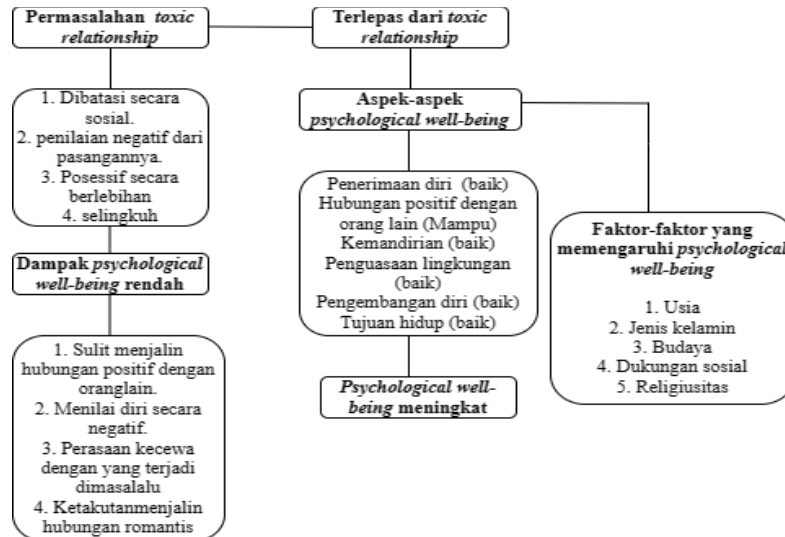 Permasalahan toxic
relationship
Terlepas dari toxic
relationship
1. Dibatasi secara
sosial.
2. penilaian negatif dari
pasangannya.
3. Posessif secara
berlebihan
4. selingkuh
Dampak psychological
well-being rendah
1. Sulit menjalin
hubungan positif dengan
oranglain.
2. Menilai diri secara
negatif.
3. Perasaan kecewa
dengan yang terjadi
dimasalalu
4. Ketakutanmenjalin
hubungan romantis
Aspek-aspek
psychological well-being
Penerimaan diri (baik)
Hubungan positif dengan
orang lain (Mampu)
Kemandirian (baik)
Penguasaan lingkungan
(baik)
Pengembangan diri (baik)
Tujuan hidup (baik)
Psychological well-
being meningkat
Faktor-faktor yang
memengaruhi psychological
well-being
1. Usia
2. Jenis kelamin
3. Budaya
4. Dukungan sosial
5. Religiusitas